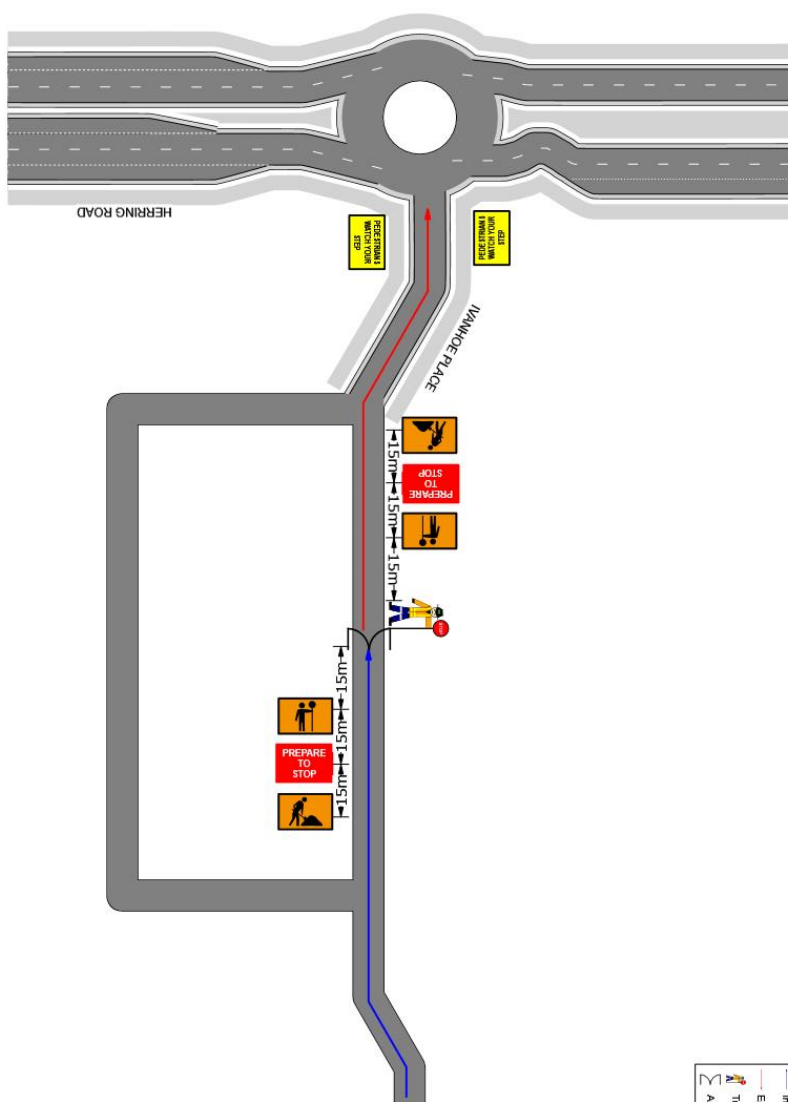 HERRING ROAD
PEDESTRIANS
WATCH YOUR
STEP
PEDESTRIANS
WATCH YOUR
STEP
IVANHOE PLACE
15m
PREPARE
TO
STOP
15m
15m
STOP
15m
15m
PREPARE
TO
STOP
15m